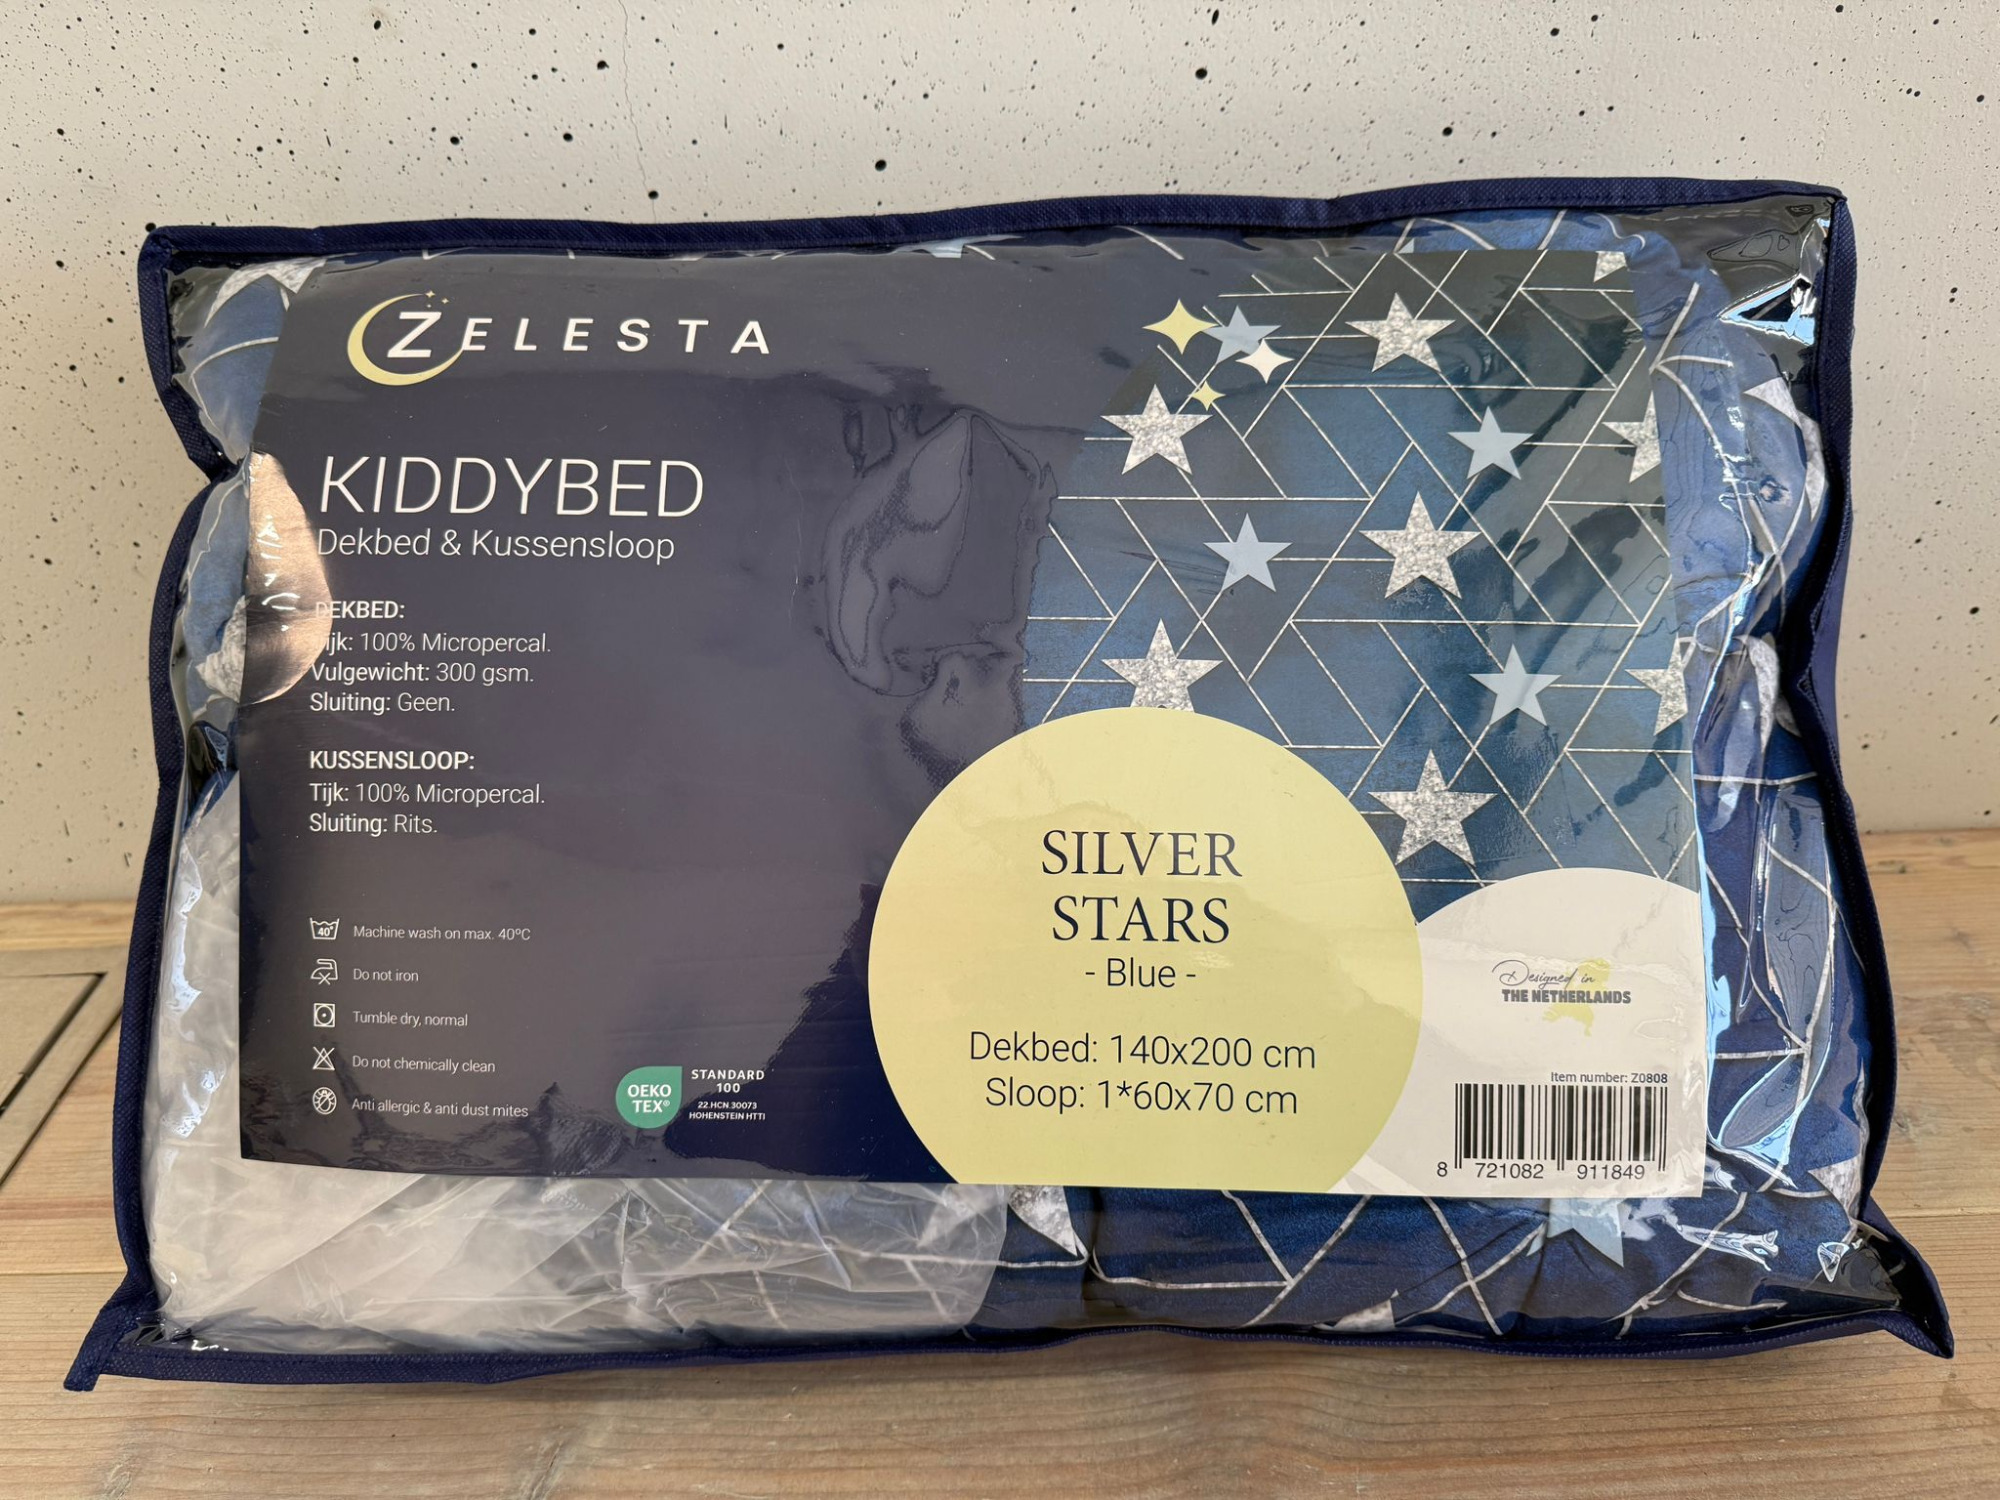 ZELESTA
KIDDYBED
Dekbed & Kussensloop
DEKBED:
Tijk: 100% Micropercal.
Vulgewicht: 300 gsm.
Sluiting: Geen.
KUSSENSLOOP:
Tijk: 100% Micropercal.
Sluiting: Rits.
40°
Machine wash on max. 40ºC
Do not iron
Tumble dry, normal
Do not chemically clean
Anti allergic & anti dust mites
OEKO
TEX®
STANDARD
100
22.HCN.30073
HOHENSTEIN HTTI
SILVER
STARS
- Blue -
Dekbed: 140x200 cm
Sloop: 1*60x70 cm
Designed in
THE NETHERLANDS
Item number: Z0808
8 721082 911849